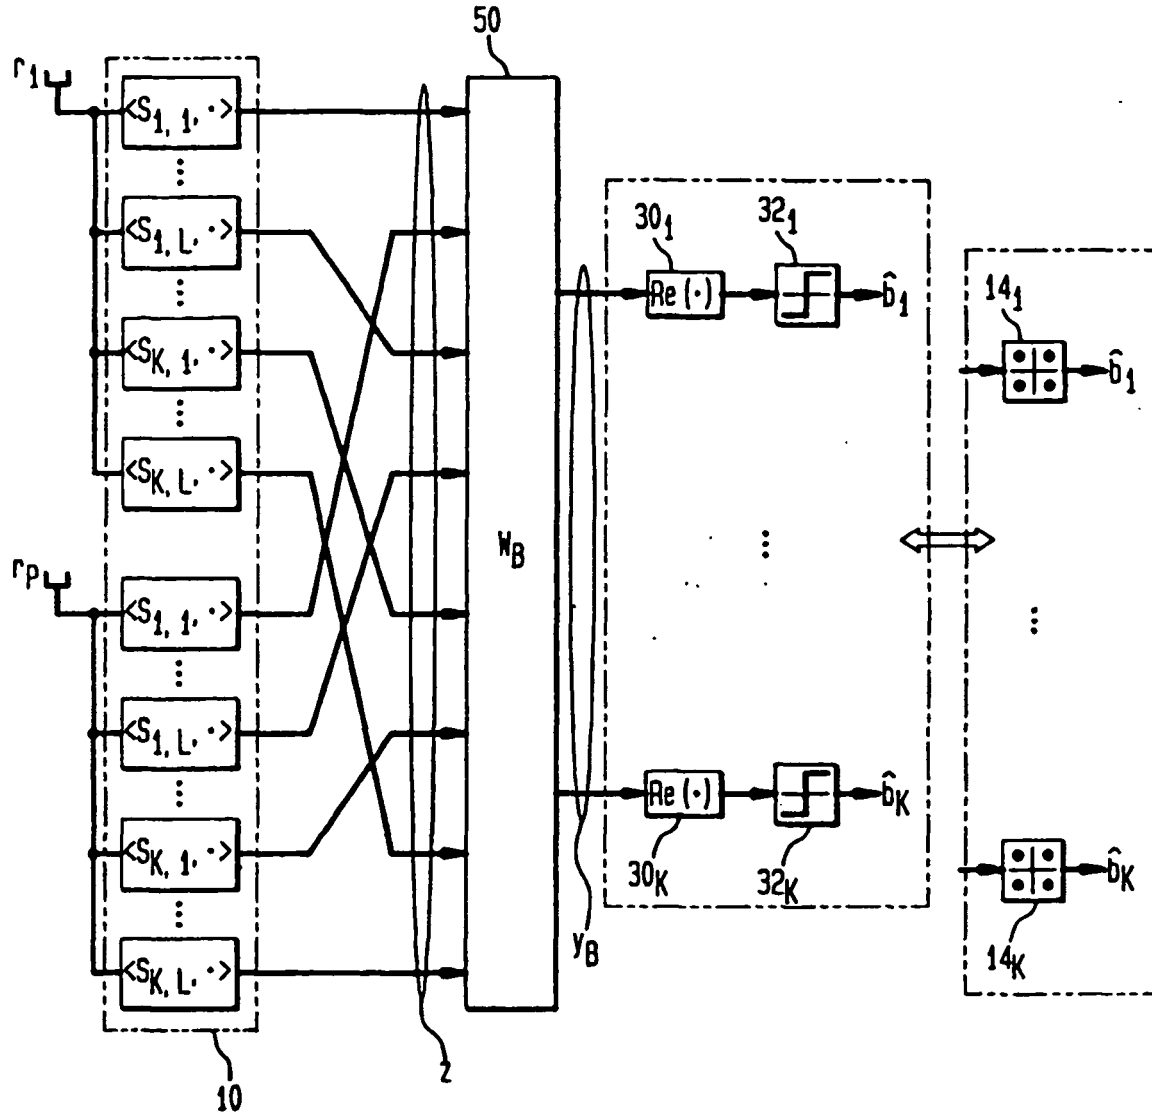 50
r1
<S1, 1, ·>
<S1, L, ·>
<SK, 1, ·>
<SK, L, ·>
rP
<S1, 1, ·>
<S1, L, ·>
<SK, 1, ·>
<SK, L, ·>
10
z
WB
yB
301
Re (·)
321
b̂1
30K
Re (·)
32K
b̂K
141
b̂1
14K
b̂K